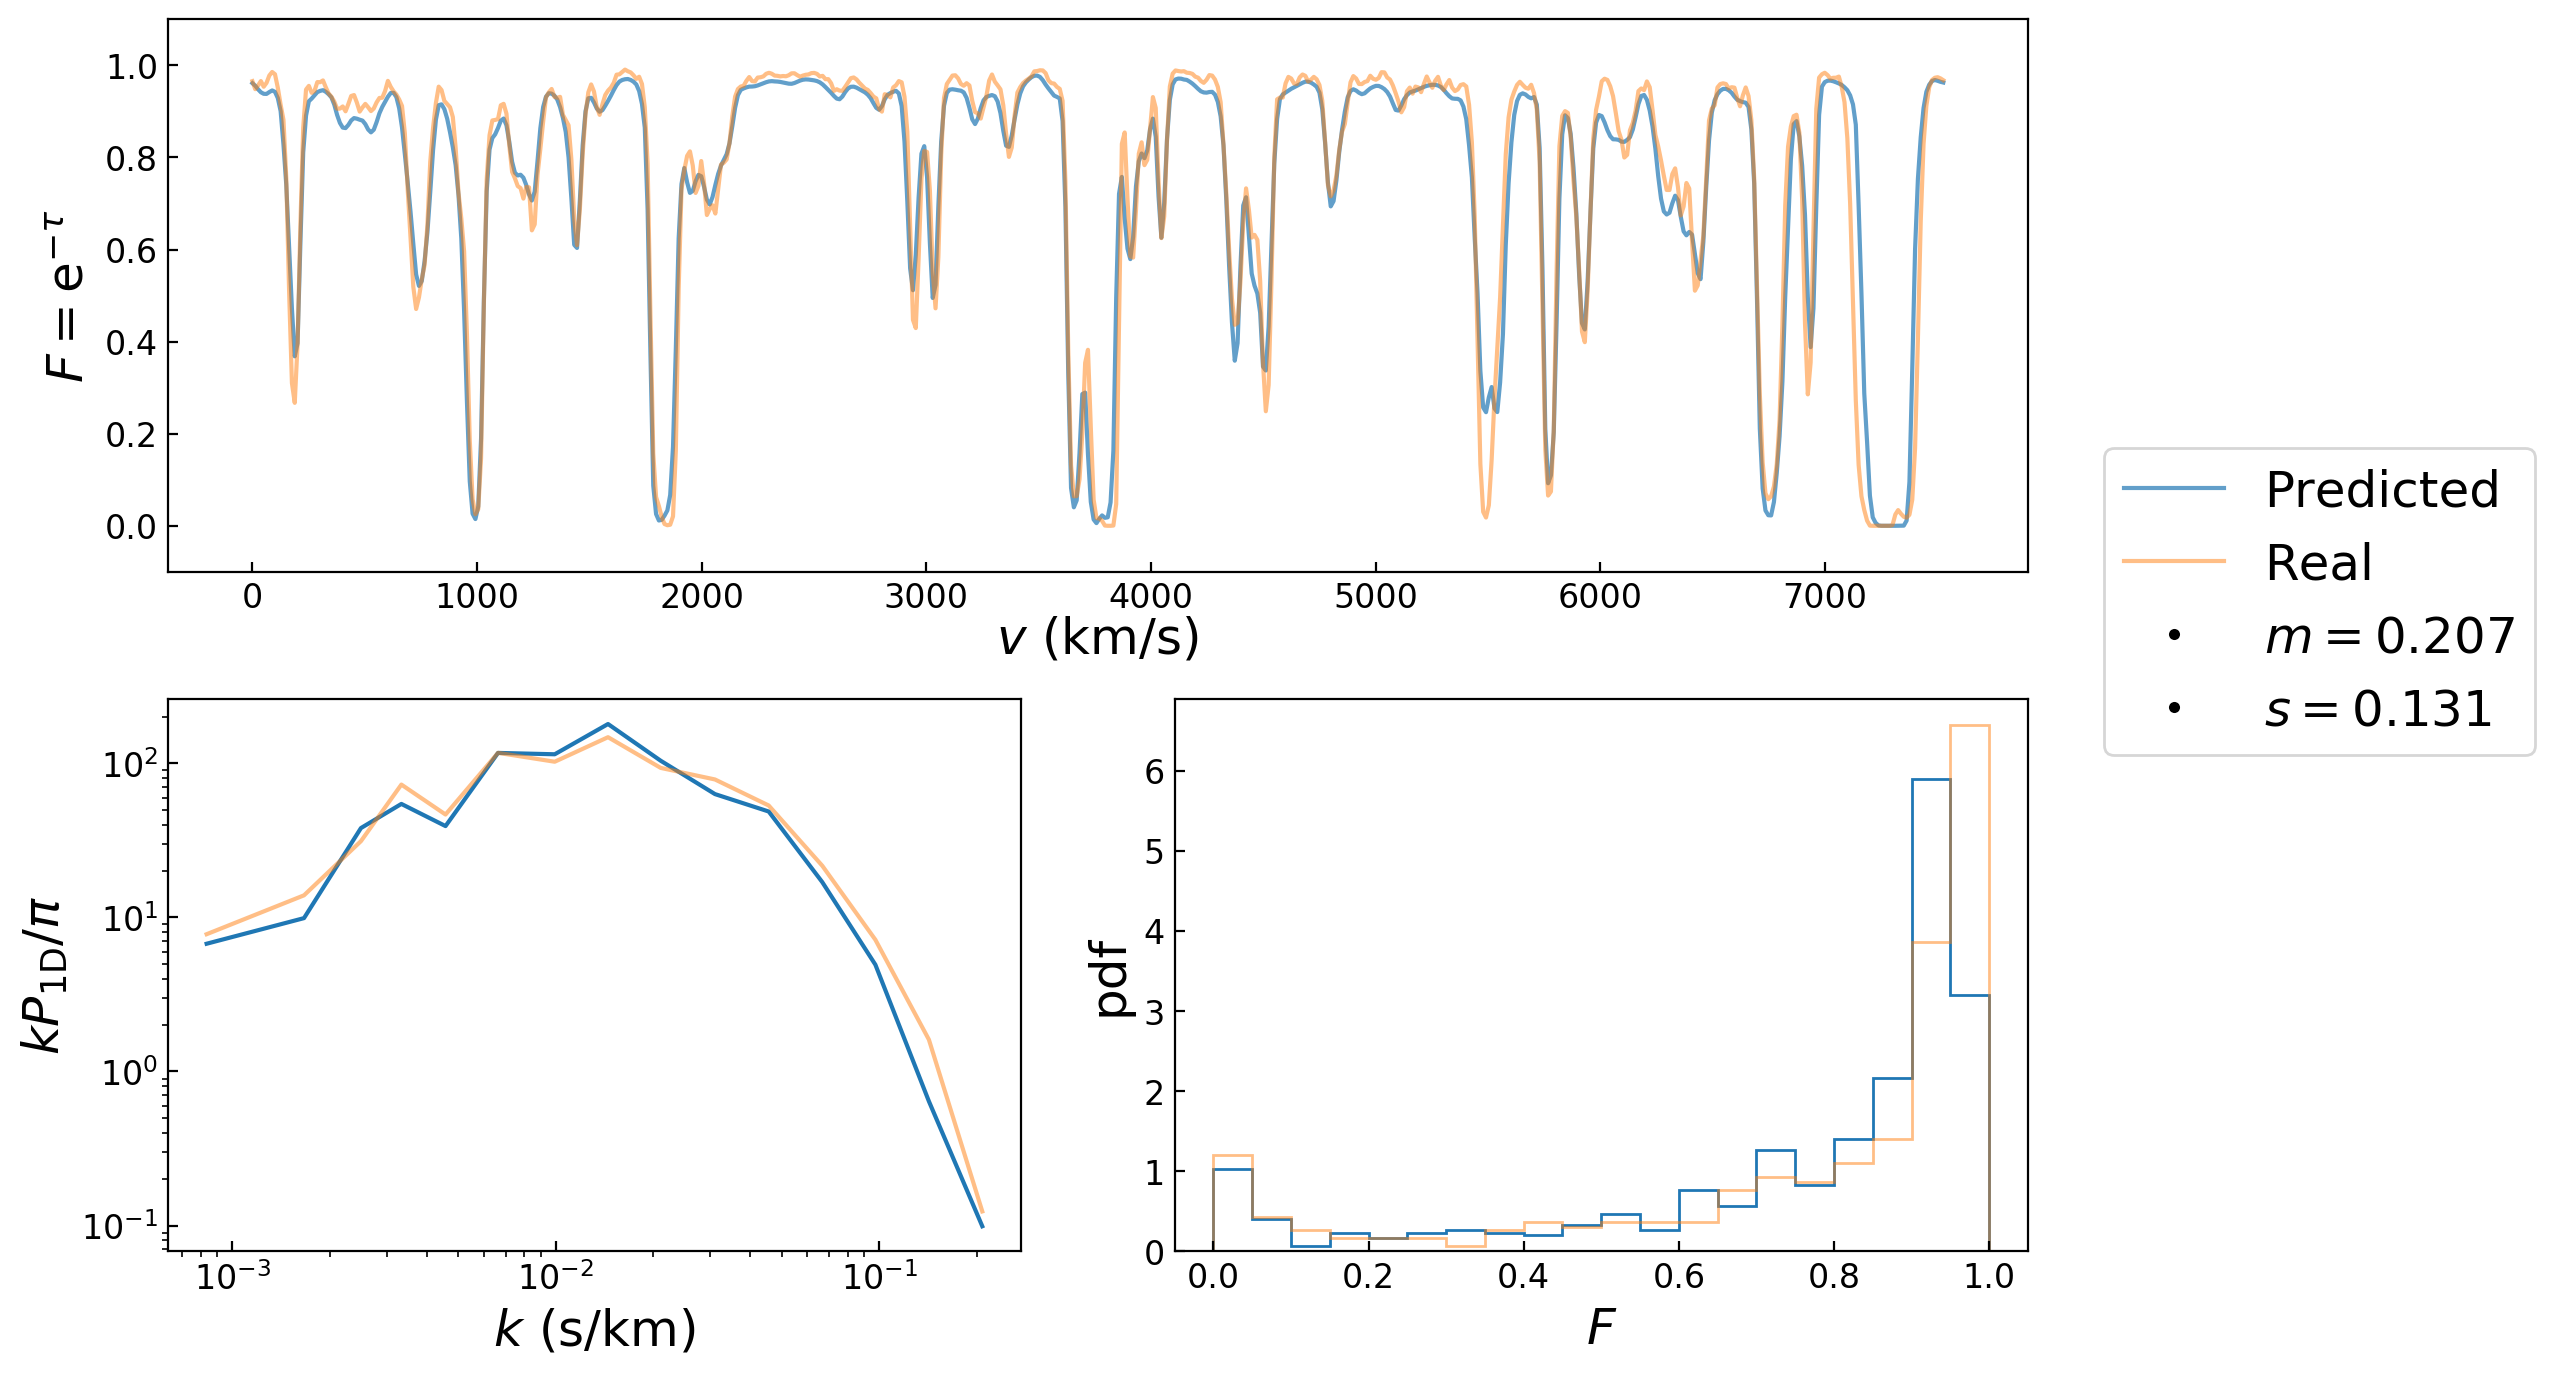 1.0
0.8
0.6
0.4
0.2
0.0
F = e^{−τ}
0 1000 2000 3000 4000 5000 6000 7000
v (km/s)
Predicted
Real
m = 0.207
s = 0.131
10^2
10^1
10^0
10^{−1}
kP_{1D}/π
10^{−3} 10^{−2} 10^{−1}
k (s/km)
6
5
4
3
2
1
0
pdf
0.0 0.2 0.4 0.6 0.8 1.0
F